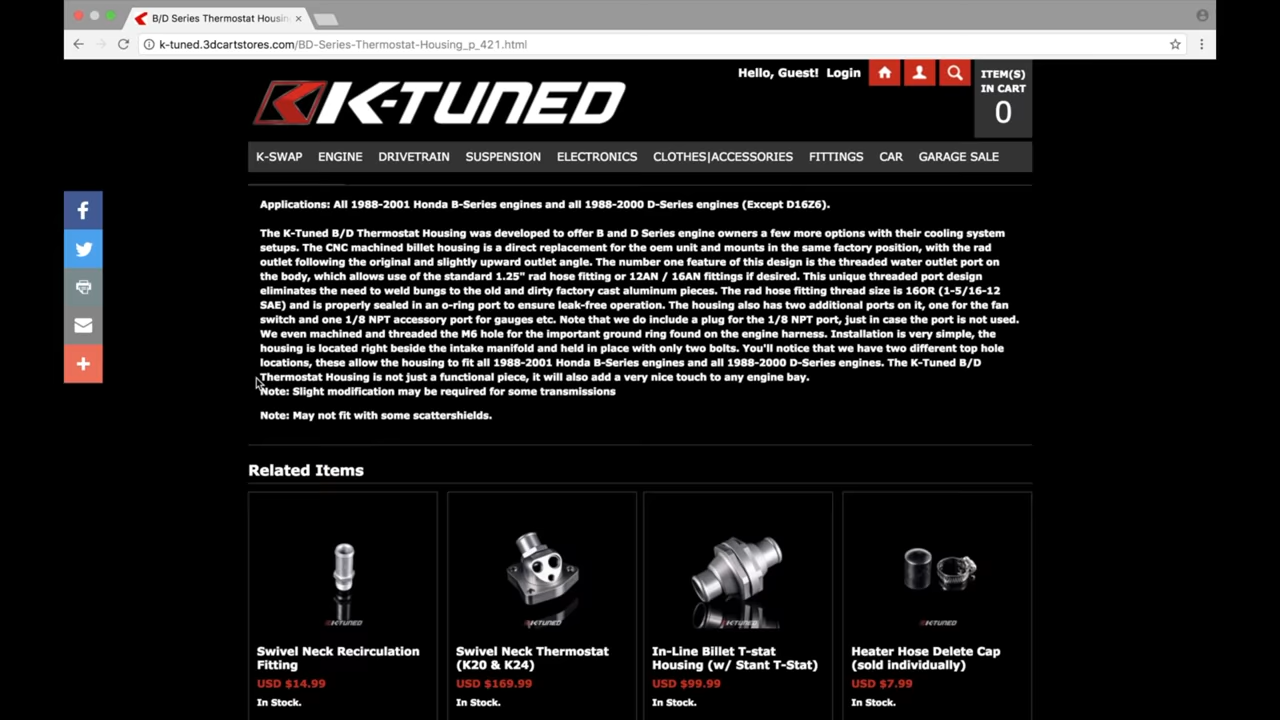 B/D Series Thermostat Housin
k-tuned.3dcartstores.com/BD-Series-Thermostat-Housing_p_421.html
Hello, Guest! Login
ITEM(S)
IN CART
0
K-TUNED
K-SWAP ENGINE DRIVETRAIN SUSPENSION ELECTRONICS CLOTHES|ACCESSORIES FITTINGS CAR GARAGE SALE
Applications: All 1988-2001 Honda B-Series engines and all 1988-2000 D-Series engines (Except D16Z6).
The K-Tuned B/D Thermostat Housing was developed to offer B and D Series engine owners a few more options with their cooling system
setups. The CNC machined billet housing is a direct replacement for the oem unit and mounts in the same factory position, with the rad
outlet following the original and slightly upward outlet angle. The number one feature of this design is the threaded water outlet port on
the body, which allows use of the standard 1.25" rad hose fitting or 12AN / 16AN fittings if desired. This unique threaded port design
eliminates the need to weld bungs to the old and dirty factory cast aluminum pieces. The rad hose fitting thread size is 16OR (1-5/16-12
SAE) and is properly sealed in an o-ring port to ensure leak-free operation. The housing also has two additional ports on it, one for the fan
switch and one 1/8 NPT accessory port for gauges etc. Note that we do include a plug for the 1/8 NPT port, just in case the port is not used.
We even machined and threaded the M6 hole for the important ground ring found on the engine harness. Installation is very simple, the
housing is located right beside the intake manifold and held in place with only two bolts. You'll notice that we have two different top hole
locations, these allow the housing to fit all 1988-2001 Honda B-Series engines and all 1988-2000 D-Series engines. The K-Tuned B/D
Thermostat Housing is not just a functional piece, it will also add a very nice touch to any engine bay.
Note: Slight modification may be required for some transmissions
Note: May not fit with some scattershields.
Related Items
K-TUNED K-TUNED K-TUNED K-TUNED
Swivel Neck Recirculation
Fitting
USD $14.99
In Stock.
Swivel Neck Thermostat
(K20 & K24)
USD $169.99
In Stock.
In-Line Billet T-stat
Housing (w/ Stant T-Stat)
USD $99.99
In Stock.
Heater Hose Delete Cap
(sold individually)
USD $7.99
In Stock.